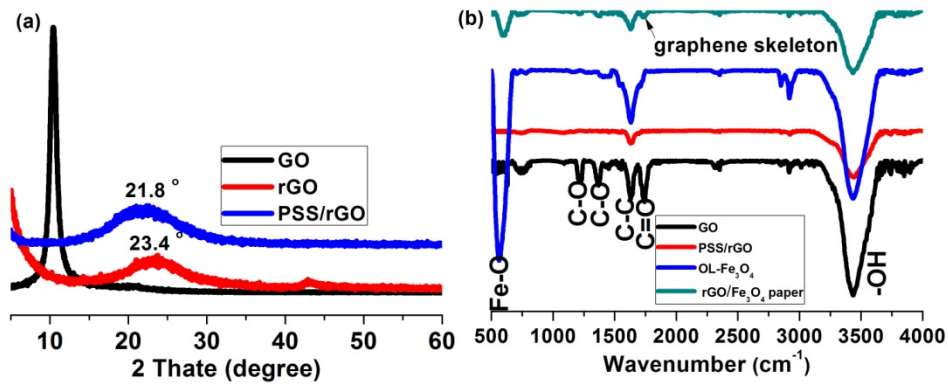 (a)
GO
rGO
PSS/rGO
21.8 °
23.4 °
10 20 30 40 50 60
2 Thate (degree)
(b)
graphene skeleton
Fe-O
C-O
C-O
C-C
C=O
-OH
GO
PSS/rGO
OL-Fe₃O₄
rGO/Fe₃O₄ paper
500 1000 1500 2000 2500 3000 3500 4000
Wavenumber (cm⁻¹)